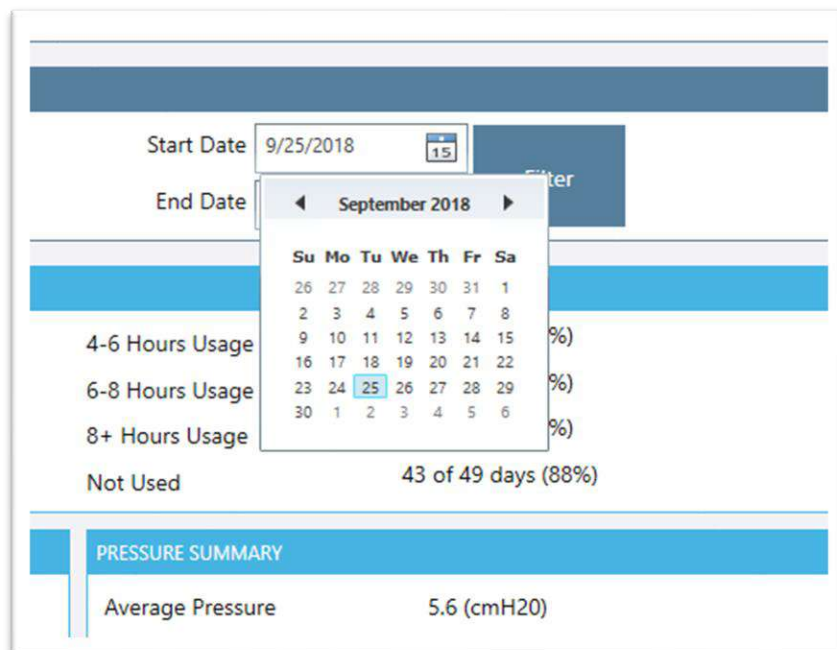 Start Date 9/25/2018 15
End Date
September 2018
Su Mo Tu We Th Fr Sa
26 27 28 29 30 31 1
2 3 4 5 6 7 8
9 10 11 12 13 14 15
16 17 18 19 20 21 22
23 24 25 26 27 28 29
30 1 2 3 4 5 6
4-6 Hours Usage %)
6-8 Hours Usage %)
8+ Hours Usage %)
Not Used 43 of 49 days (88%)
PRESSURE SUMMARY
Average Pressure 5.6 (cmH20)